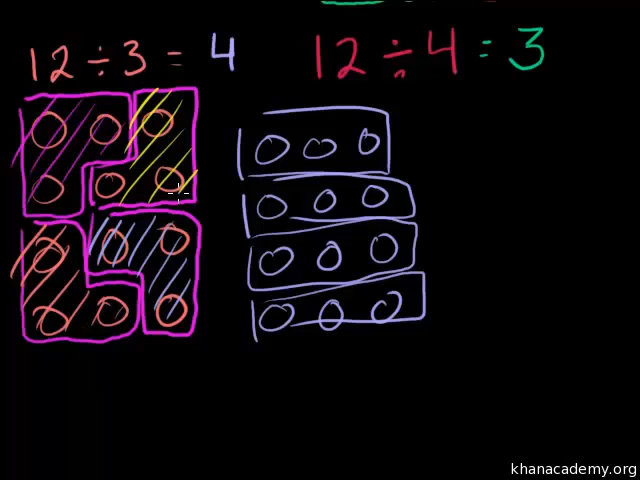 12 ÷ 3 = 4
12 ÷ 4 = 3
khanacademy.org